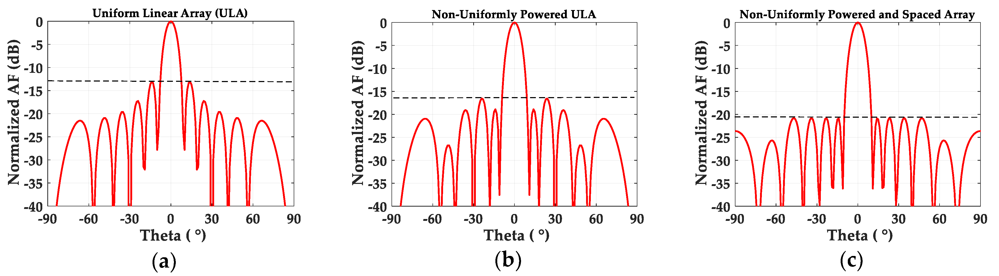 Uniform Linear Array (ULA)
Normalized AF (dB)
0
-5
-10
-15
-20
-25
-30
-35
-40
-90 -60 -30 0 30 60 90
Theta ( °)
(a)
Non-Uniformly Powered ULA
Normalized AF (dB)
0
-5
-10
-15
-20
-25
-30
-35
-40
-90 -60 -30 0 30 60 90
Theta ( °)
(b)
Non-Uniformly Powered and Spaced Array
Normalized AF (dB)
0
-5
-10
-15
-20
-25
-30
-35
-40
-90 -60 -30 0 30 60 90
Theta ( °)
(c)